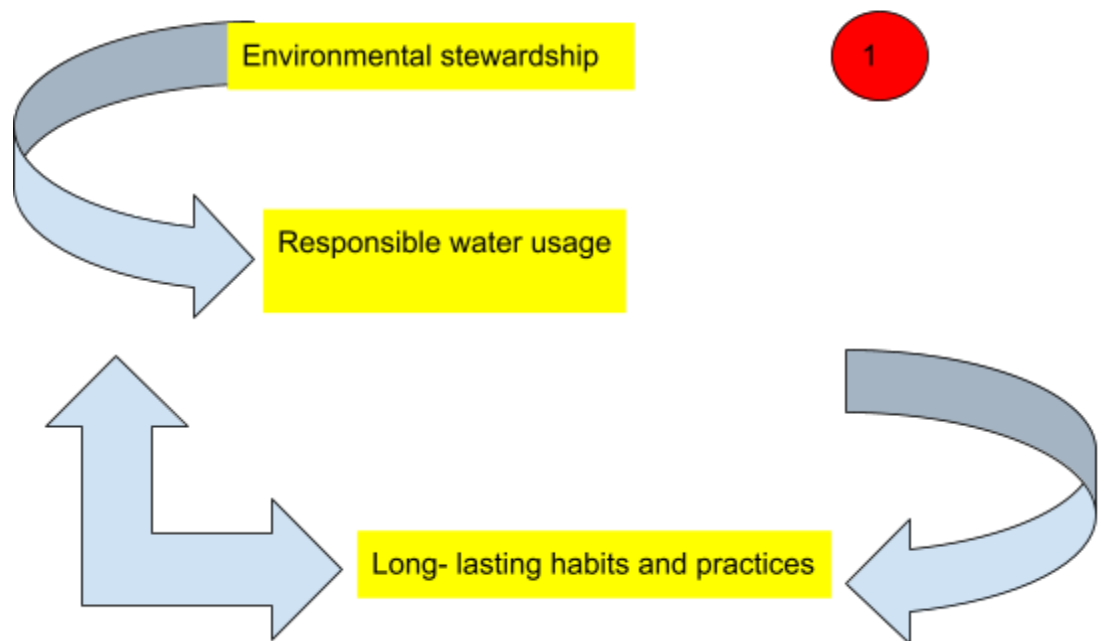 Environmental stewardship
1
Responsible water usage
Long- lasting habits and practices